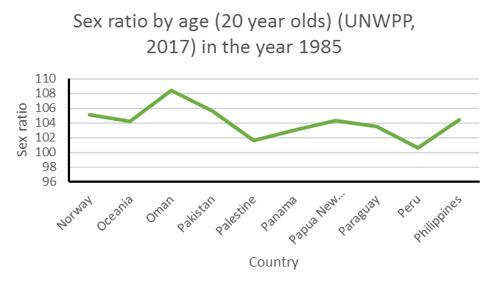 Sex ratio by age (20 year olds) (UNWPP,
2017) in the year 1985
110
108
106
104
102
100
98
96
Sex ratio
Norway
Oceania
Oman
Pakistan
Palestine
Panama
Papua New...
Paraguay
Peru
Philippines
Country